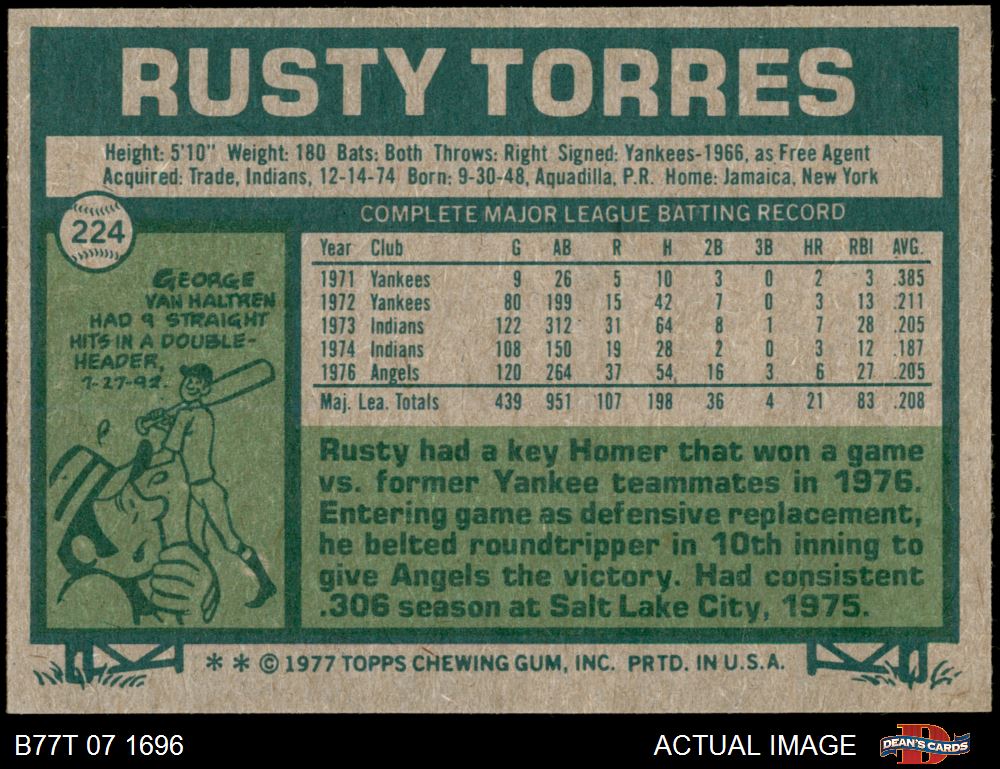 RUSTY TORRES
Height: 5'10" Weight: 180 Bats: Both Throws: Right Signed: Yankees-1966, as Free Agent
Acquired: Trade, Indians, 12-14-74 Born: 9-30-48, Aquadilla, P.R. Home: Jamaica, New York
224
COMPLETE MAJOR LEAGUE BATTING RECORD
Year Club G AB R H 2B 3B HR RBI AVG.
1971 Yankees 9 26 5 10 3 0 2 3 .385
1972 Yankees 80 199 15 42 7 0 3 13 .211
1973 Indians 122 312 31 64 8 1 7 28 .205
1974 Indians 108 150 19 28 2 0 3 12 .187
1976 Angels 120 264 37 54 16 3 6 27 .205
Maj. Lea. Totals 439 951 107 198 36 4 21 83 .208
GEORGE
VAN HALTREN
HAD 9 STRAIGHT
HITS IN A DOUBLE-
HEADER,
7-27-92.
Rusty had a key Homer that won a game
vs. former Yankee teammates in 1976.
Entering game as defensive replacement,
he belted roundtripper in 10th inning to
give Angels the victory. Had consistent
.306 season at Salt Lake City, 1975.
* * © 1977 TOPPS CHEWING GUM, INC. PRTD. IN U.S.A.
B77T 07 1696
ACTUAL IMAGE
DEAN'S CARDS